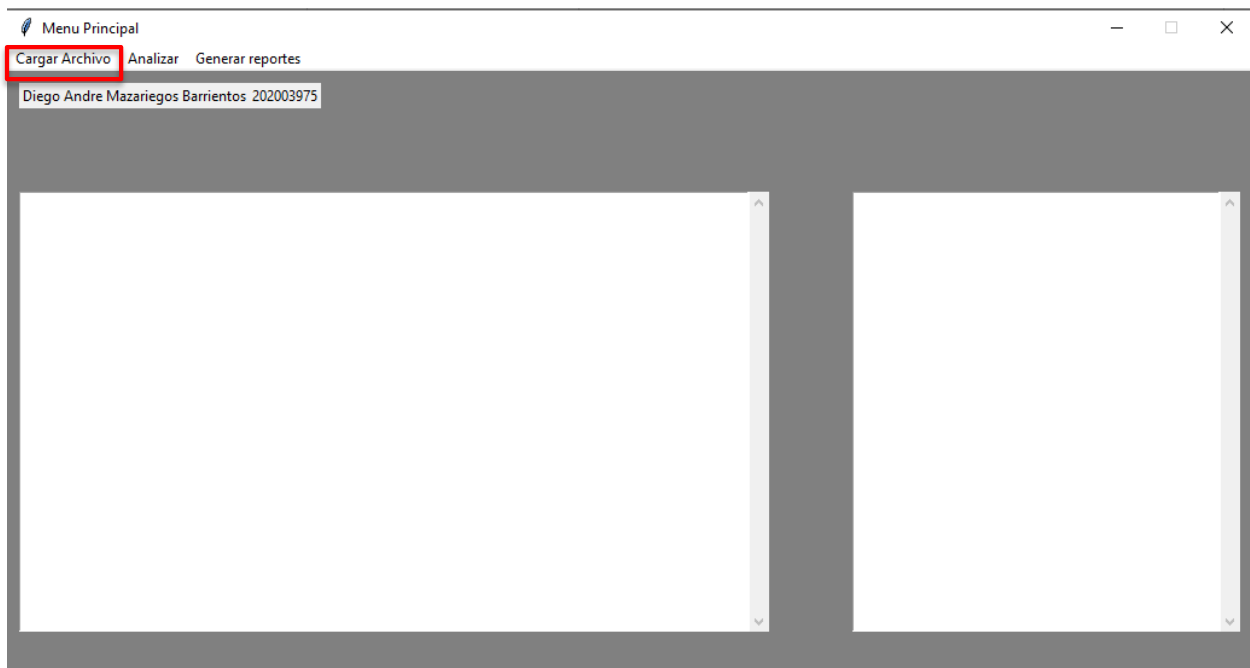 Menu Principal
Cargar Archivo Analizar Generar reportes
Diego Andre Mazariegos Barrientos 202003975